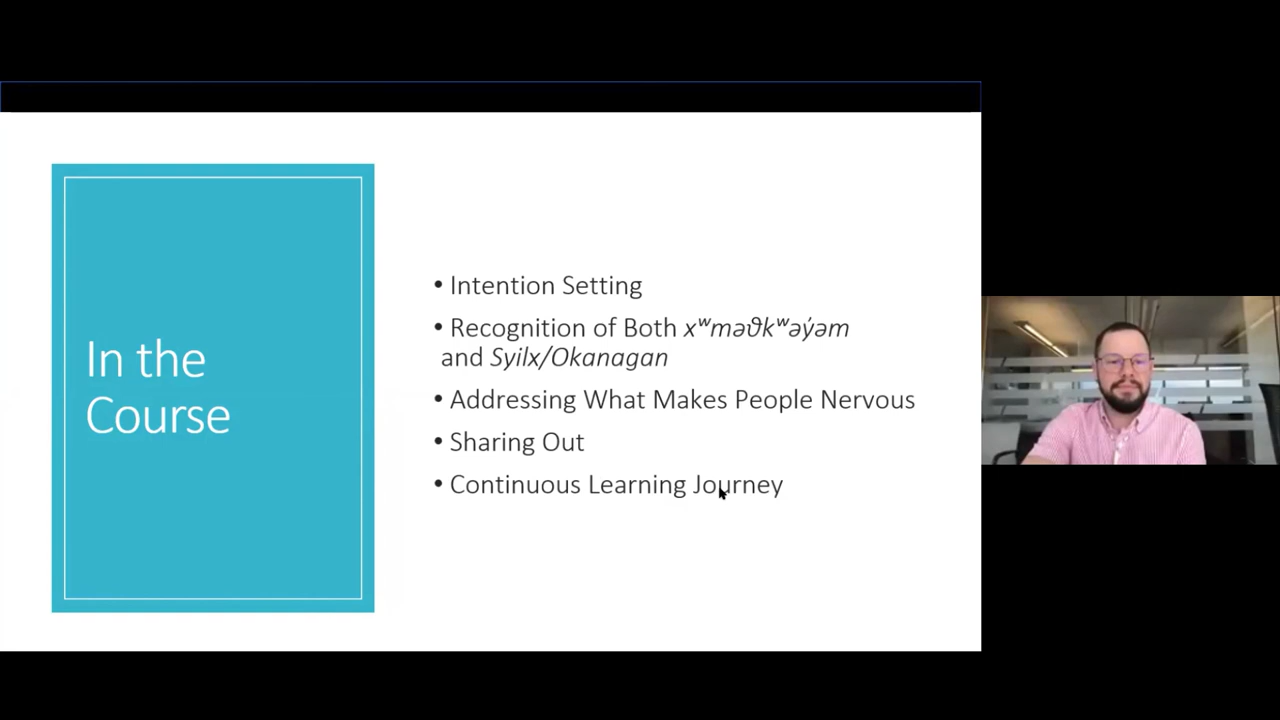 In the
Course
• Intention Setting
• Recognition of Both xʷməϑkʷəy̓əm
and Syilx/Okanagan
• Addressing What Makes People Nervous
• Sharing Out
• Continuous Learning Journey